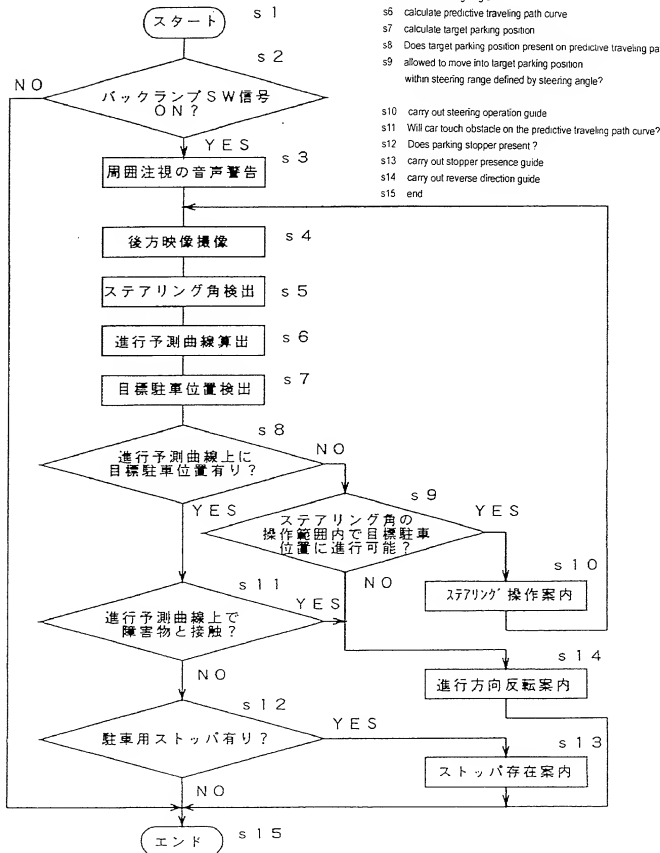 スタート
s1
s2
NO
バックランプSW信号
ON?
YES
s3
周囲注視の音声警告
後方映像撮像
s4
ステアリング角検出
s5
進行予測曲線算出
s6
目標駐車位置検出
s7
s8
進行予測曲線上に
目標駐車位置有り?
NO
YES
s9
ステアリング角の
操作範囲内で目標駐車
位置に進行可能?
YES
NO
s10
ステアリング操作案内
s11
進行予測曲線上で
障害物と接触?
YES
NO
s14
進行方向反転案内
s12
駐車用ストッパ有り?
YES
NO
s13
ストッパ存在案内
エンド
s15
s6 calculate predictive traveling path curve
s7 calculate target parking position
s8 Does target parking position present on predictive traveling pa
s9 allowed to move into target parking position
within steering range defined by steering angle?
s10 carry out steering operation guide
s11 Will car touch obstacle on the predictive traveling path curve?
s12 Does parking stopper present ?
s13 carry out stopper presence guide
s14 carry out reverse direction guide
s15 end